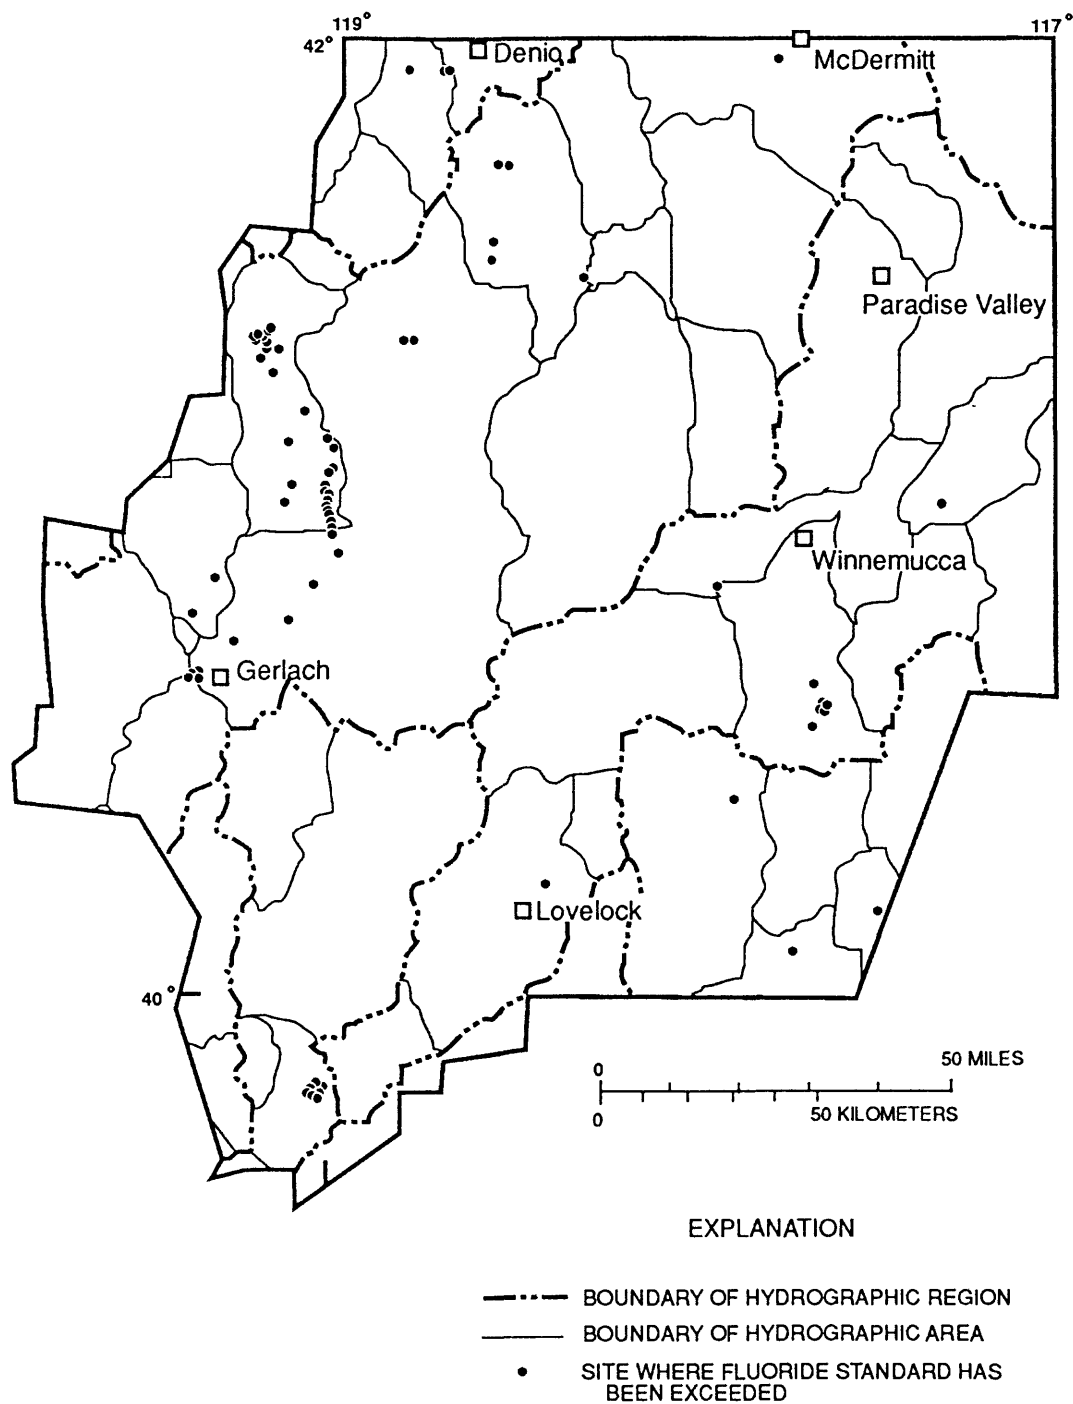 119°
117°
42°
Denio
McDermitt
Paradise Valley
Winnemucca
Gerlach
Lovelock
40°
0
50 MILES
0
50 KILOMETERS
EXPLANATION
BOUNDARY OF HYDROGRAPHIC REGION
BOUNDARY OF HYDROGRAPHIC AREA
SITE WHERE FLUORIDE STANDARD HAS
BEEN EXCEEDED